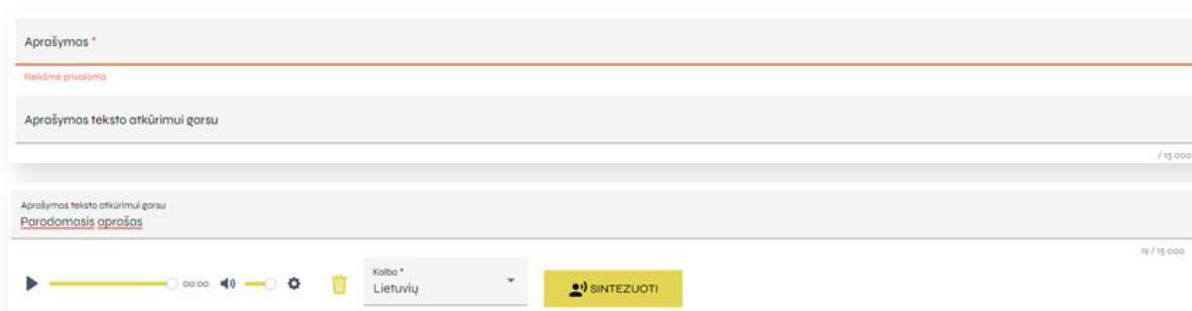 Aprašymas *
Reikšmė privaloma
Aprašymas teksto atkūrimui garsu
/ 15 000
Aprašymas teksto atkūrimui garsu
Parodomasis aprašas
19 / 15 000
00:00
Kalba *
Lietuvių
SINTEZUOTI